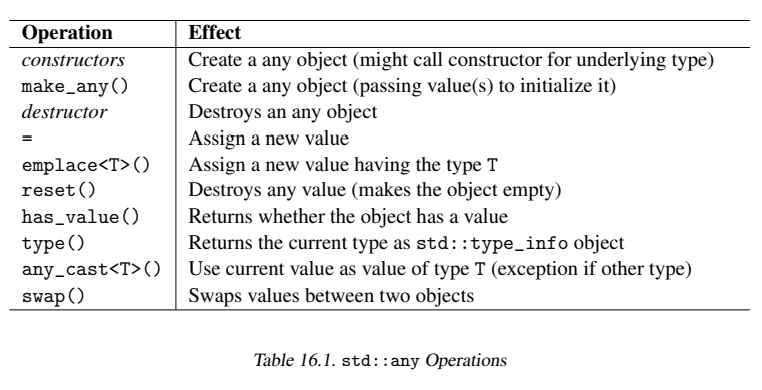 Operation Effect
constructors Create a any object (might call constructor for underlying type)
make_any() Create a any object (passing value(s) to initialize it)
destructor Destroys an any object
= Assign a new value
emplace<T>() Assign a new value having the type T
reset() Destroys any value (makes the object empty)
has_value() Returns whether the object has a value
type() Returns the current type as std::type_info object
any_cast<T>() Use current value as value of type T (exception if other type)
swap() Swaps values between two objects
Table 16.1. std::any Operations